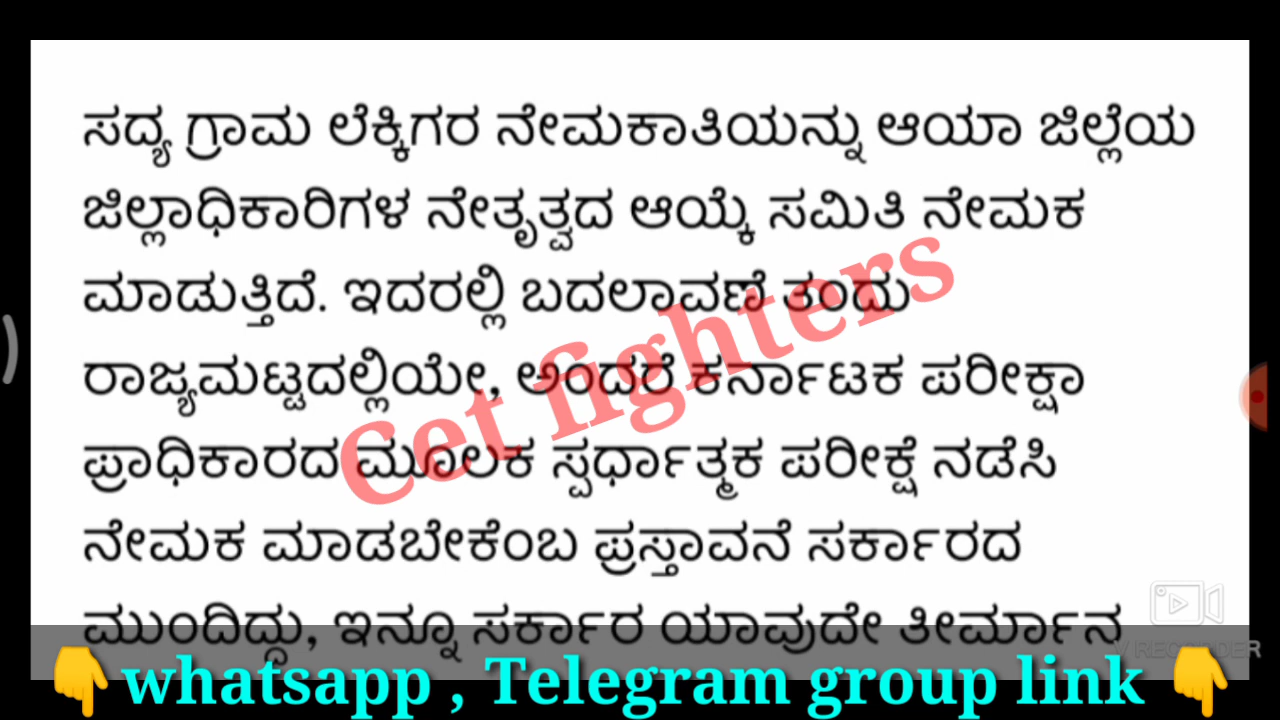 ಸದ್ಯ ಗ್ರಾಮ ಲೆಕ್ಕಿಗರ ನೇಮಕಾತಿಯನ್ನು ಆಯಾ ಜಿಲ್ಲೆಯ
ಜಿಲ್ಲಾಧಿಕಾರಿಗಳ ನೇತೃತ್ವದ ಆಯ್ಕೆ ಸಮಿತಿ ನೇಮಕ
ಮಾಡುತ್ತಿದೆ. ಇದರಲ್ಲಿ ಬದಲಾವಣೆ ತಂದು
ರಾಜ್ಯಮಟ್ಟದಲ್ಲಿಯೇ, ಅಂದರೆ ಕರ್ನಾಟಕ ಪರೀಕ್ಷಾ
ಪ್ರಾಧಿಕಾರದ ಮೂಲಕ ಸ್ಪರ್ಧಾತ್ಮಕ ಪರೀಕ್ಷೆ ನಡೆಸಿ
ನೇಮಕ ಮಾಡಬೇಕೆಂಬ ಪ್ರಸ್ತಾವನೆ ಸರ್ಕಾರದ
ಮುಂದಿದ್ದು, ಇನ್ನೂ ಸರ್ಕಾರ ಯಾವುದೇ ತೀರ್ಮಾನ
Cet fighters
V RECORDER
whatsapp , Telegram group link